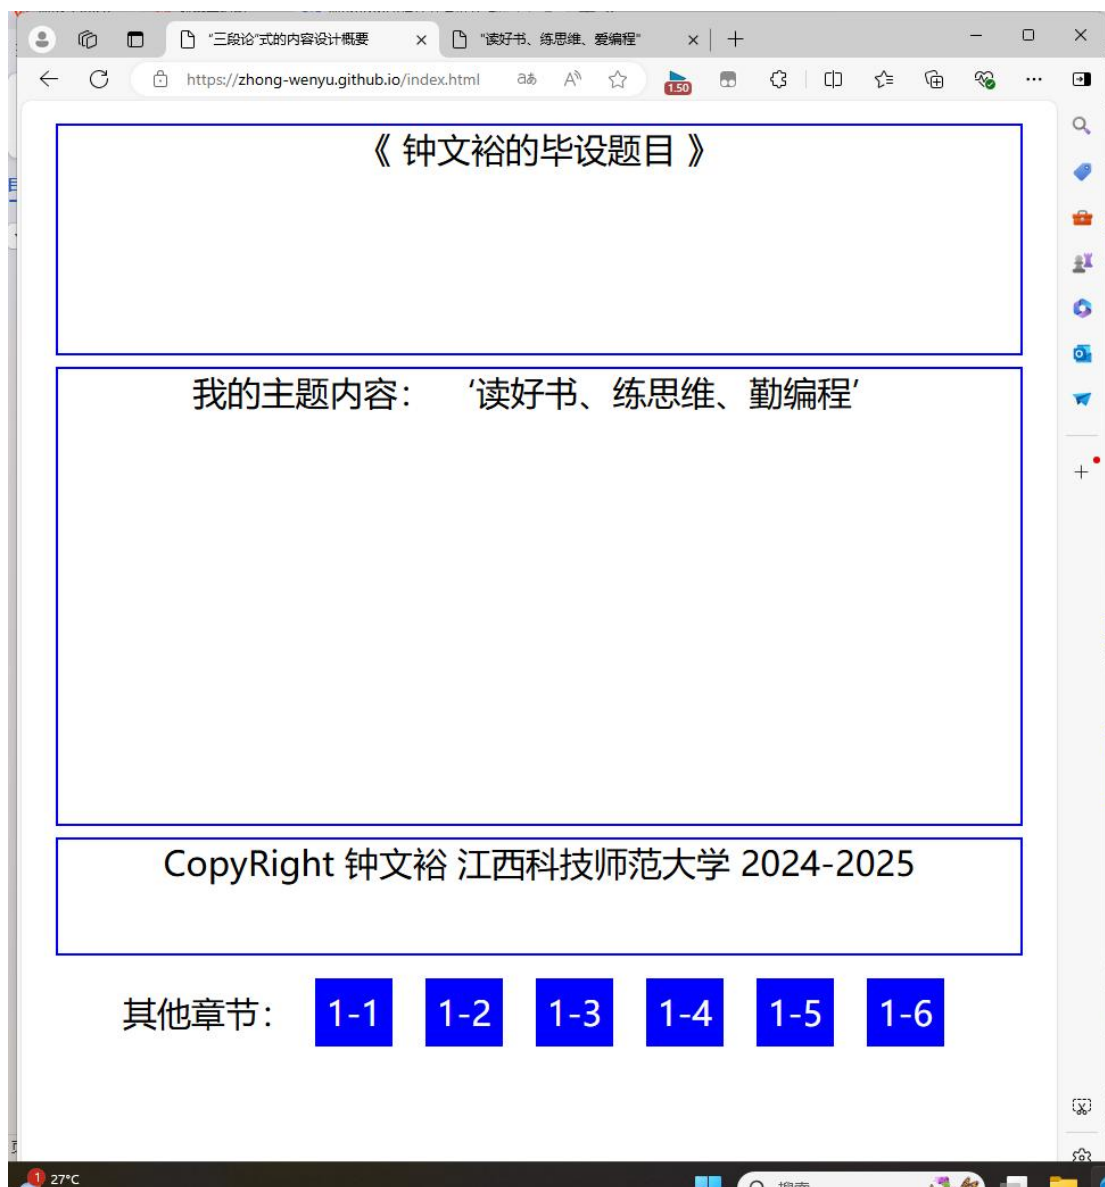 "三段论"式的内容设计概要
"读好书、练思维、爱编程"
https://zhong-wenyu.github.io/index.html
1.50
《 钟文裕的毕设题目 》
我的主题内容： ‘读好书、练思维、勤编程’
CopyRight 钟文裕 江西科技师范大学 2024-2025
其他章节： 1-1 1-2 1-3 1-4 1-5 1-6
1 27°C